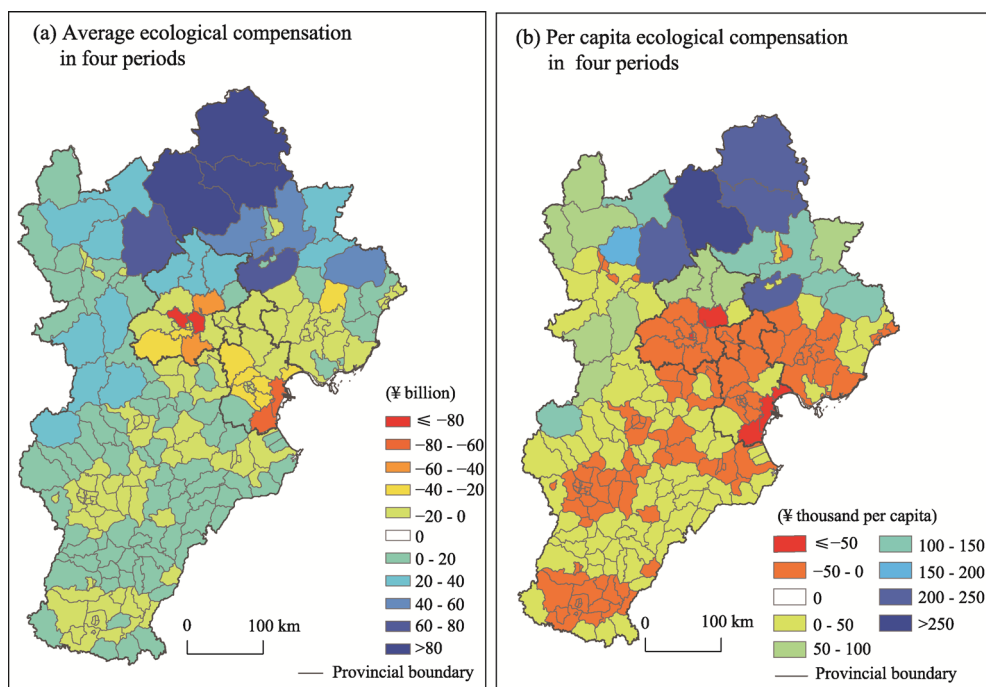 (a) Average ecological compensation
in four periods
(¥ billion)
≤ −80
−80 - −60
−60 - −40
−40 - −20
−20 - 0
0
0 - 20
20 - 40
40 - 60
60 - 80
>80
0 100 km
Provincial boundary
(b) Per capita ecological compensation
in four periods
(¥ thousand per capita)
≤−50
−50 - 0
0
0 - 50
50 - 100
100 - 150
150 - 200
200 - 250
>250
0 100 km
Provincial boundary